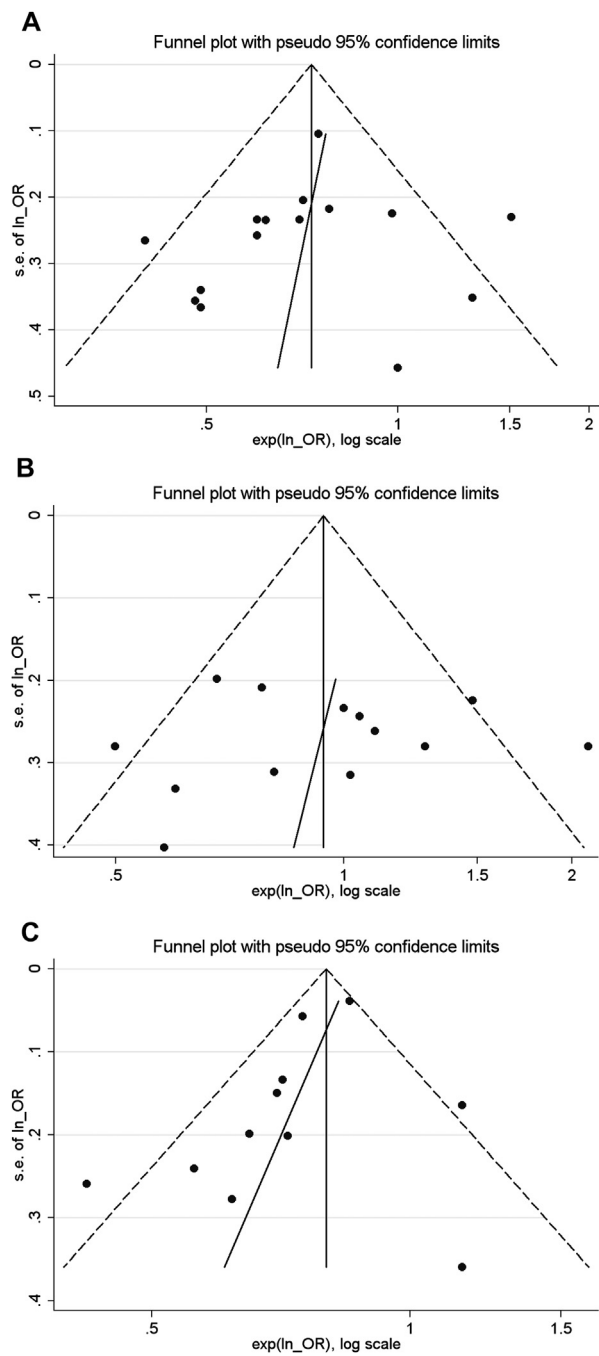 A
Funnel plot with pseudo 95% confidence limits
0
.1
.2
.3
.4
.5
s.e. of ln_OR
.5 1 1.5 2
exp(ln_OR), log scale
B
Funnel plot with pseudo 95% confidence limits
0
.1
.2
.3
.4
s.e. of ln_OR
.5 1 1.5 2
exp(ln_OR), log scale
C
Funnel plot with pseudo 95% confidence limits
0
.1
.2
.3
.4
s.e. of ln_OR
.5 1 1.5
exp(ln_OR), log scale